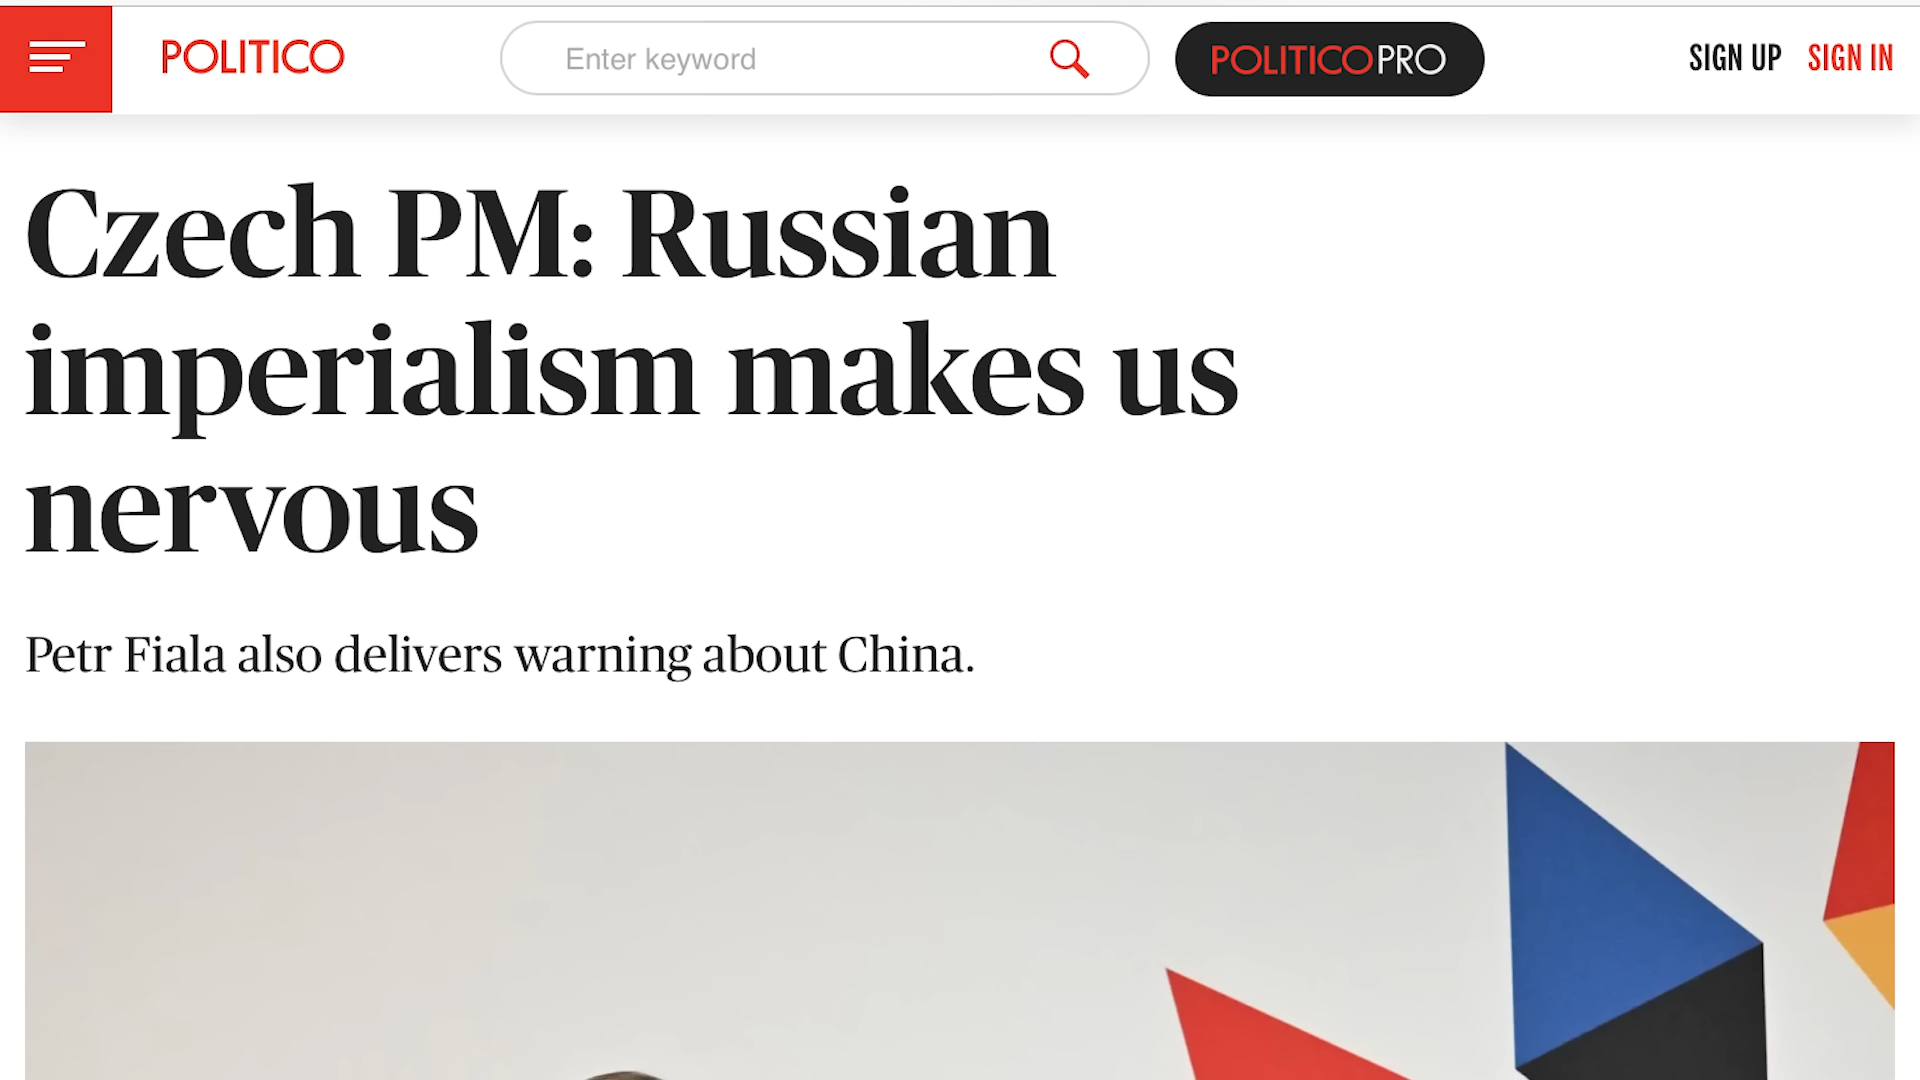 POLITICO
Enter keyword
POLITICOPRO
SIGN UP
SIGN IN
Czech PM: Russian
imperialism makes us
nervous
Petr Fiala also delivers warning about China.